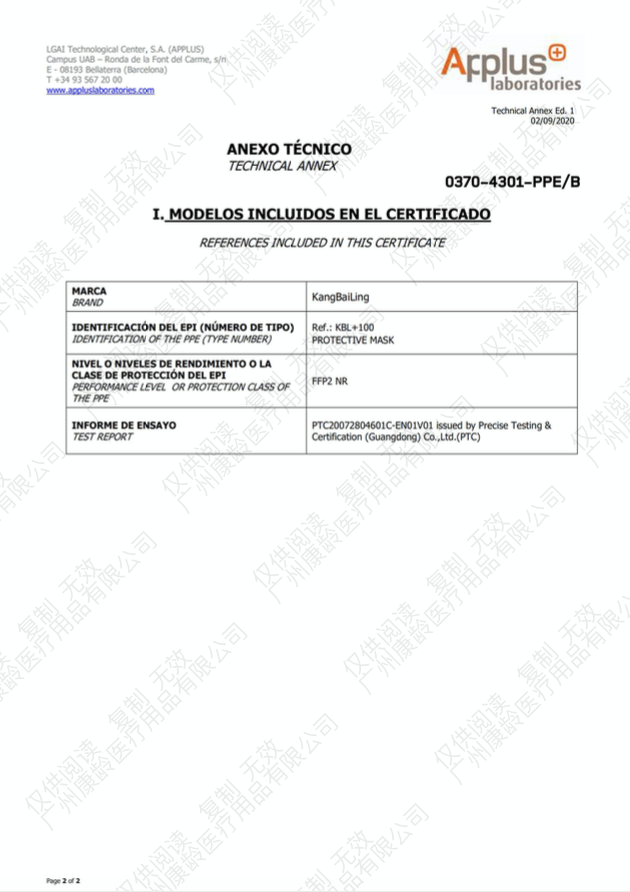 LGAI Technological Center, S.A. (APPLUS)
Campus UAB – Ronda de la Font del Carme, s/n
E - 08193 Bellaterra (Barcelona)
T +34 93 567 20 00
www.appluslaboratories.com
Applus+
laboratories
Technical Annex Ed. 1
02/09/2020
ANEXO TÉCNICO
TECHNICAL ANNEX
0370-4301-PPE/B
I. MODELOS INCLUIDOS EN EL CERTIFICADO
REFERENCES INCLUDED IN THIS CERTIFICATE
MARCA
BRAND
KangBaiLing
IDENTIFICACIÓN DEL EPI (NÚMERO DE TIPO)
IDENTIFICATION OF THE PPE (TYPE NUMBER)
Ref.: KBL+100
PROTECTIVE MASK
NIVEL O NIVELES DE RENDIMIENTO O LA
CLASE DE PROTECCIÓN DEL EPI
PERFORMANCE LEVEL OR PROTECTION CLASS OF
THE PPE
FFP2 NR
INFORME DE ENSAYO
TEST REPORT
PTC20072804601C-EN01V01 issued by Precise Testing &
Certification (Guangdong) Co.,Ltd.(PTC)
仅供阅读 复制 无效
广州康龄医疗用品有限公司
Page 2 of 2